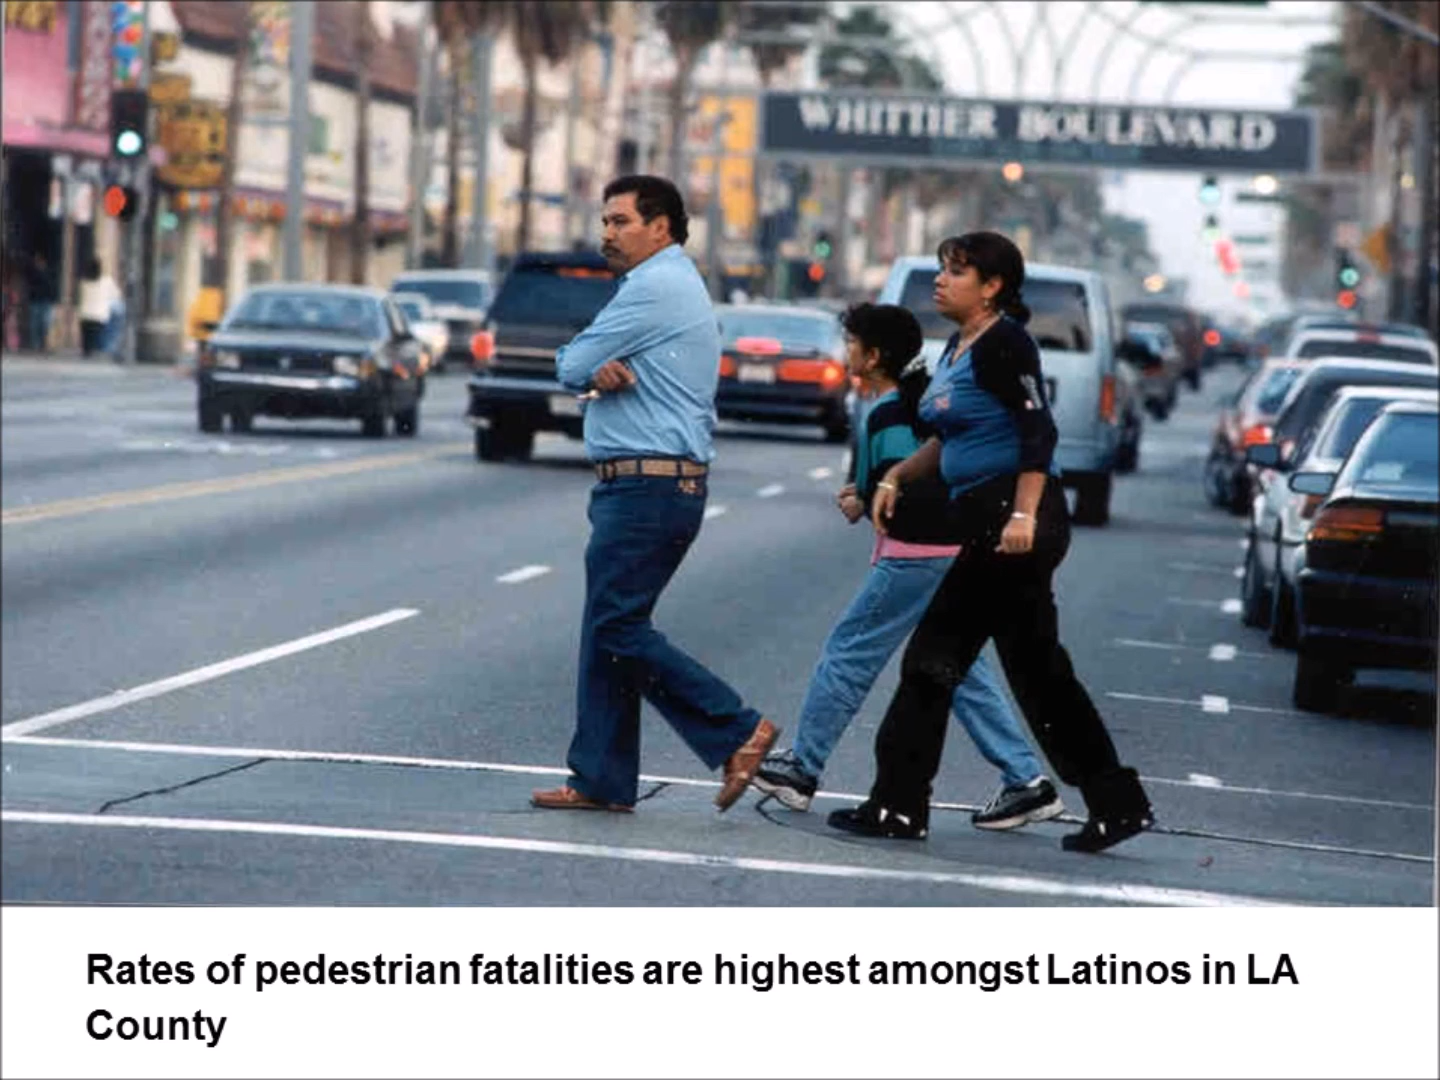 WHITTIER BOULEVARD
Rates of pedestrian fatalities are highest amongst Latinos in LA
County